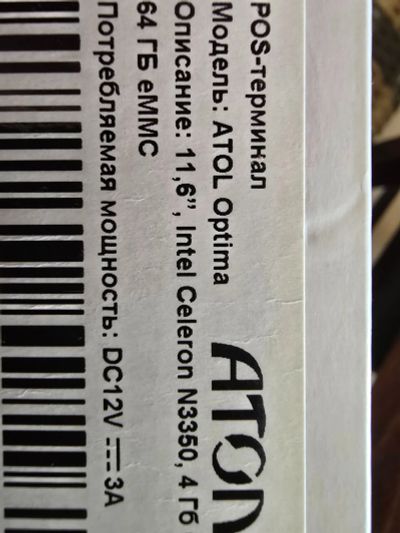 POS-терминал
Модель: ATOL Optima
Описание: 11,6”, Intel Celeron N3350, 4 Гб
64 ГБ eMMC
Потребляемая мощность: DC12V ⎓ 3A
ATOL